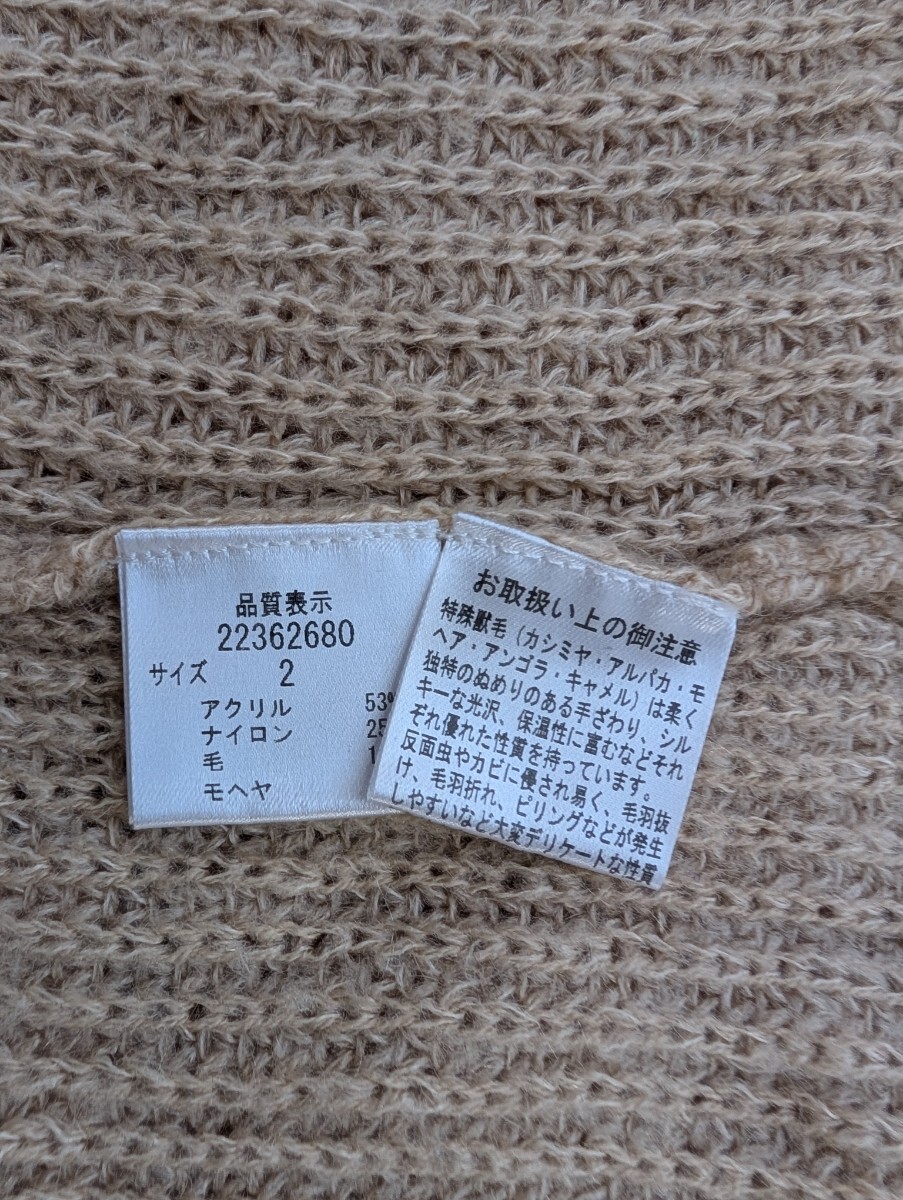 品質表示
22362680
サイズ 2
アクリル 53%
ナイロン 25
毛 1
モヘヤ
お取扱い上の御注意
特殊獣毛(カシミヤ・アルパカ・モ
ヘア・アンゴラ・キャメル)は柔く
独特のぬめりのある手ざわり、シル
キーな光沢、保温性に富むなどそれ
ぞれ優れた性質を持っています。
反面虫やカビに優され易く、毛羽抜
け、毛羽折れ、ピリングなどが発生
しやすいなど大変デリケートな性質